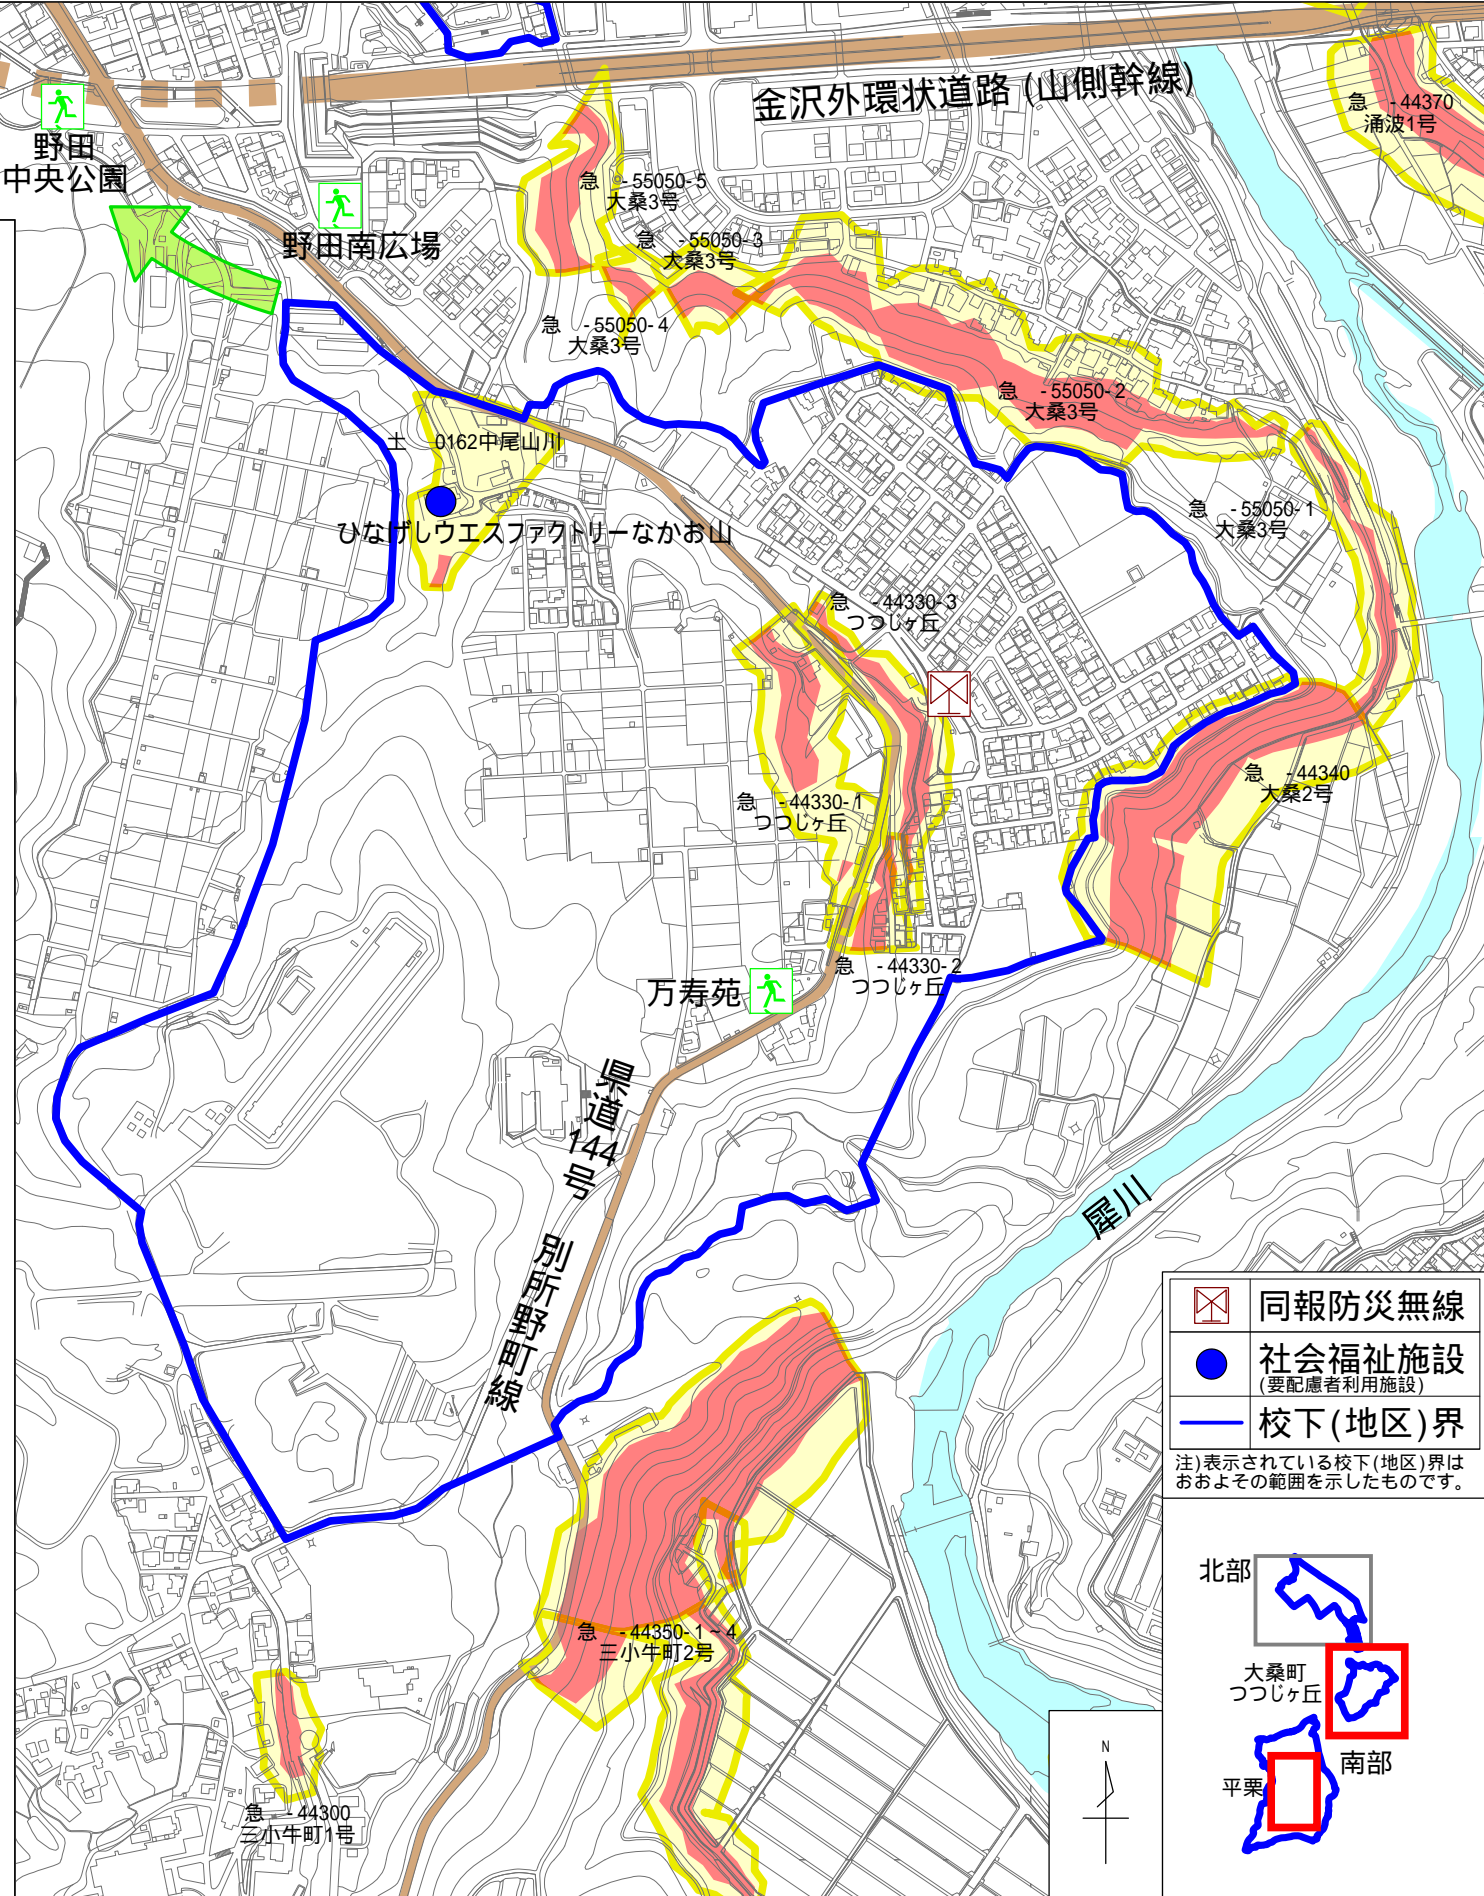 金沢外環状道路 (山側幹線)
急　-44370
涌波1号
野田
中央公園
野田南広場
急　-55050-5
大桑3号
急　-55050-3
大桑3号
急　-55050-4
大桑3号
急　-55050-2
大桑3号
土　0162中尾山川
ひなげしウエスファクトリーなかお山
急　-55050-1
大桑3号
急　-44330-3
つつじヶ丘
急　-44340
大桑2号
急　-44330-1
つつじヶ丘
急　-44330-2
つつじヶ丘
万寿苑
県道144号　別所野町線
犀川
同報防災無線
社会福祉施設
(要配慮者利用施設)
校下(地区)界
注)表示されている校下(地区)界は
おおよその範囲を示したものです。
急　-44350-1~4
三小牛町2号
急　-44300
三小牛町1号
N
北部
大桑町
つつじヶ丘
南部
平栗